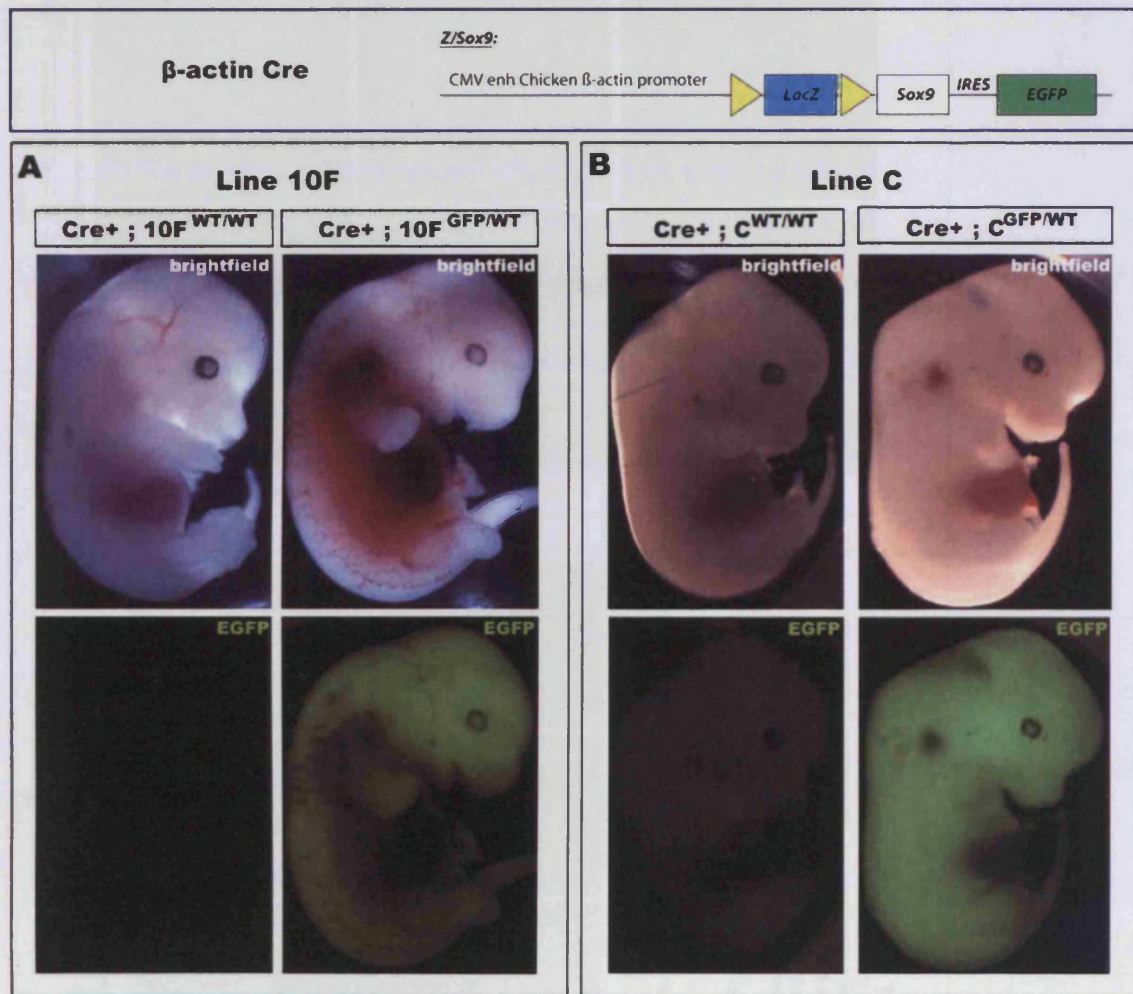 Z/Sox9:
β-actin Cre
CMV enh Chicken ß-actin promoter
LacZ
Sox9
IRES
EGFP
A
Line 10F
Cre+ ; 10F WT/WT
Cre+ ; 10F GFP/WT
brightfield
brightfield
EGFP
EGFP
B
Line C
Cre+ ; C WT/WT
Cre+ ; C GFP/WT
brightfield
brightfield
EGFP
EGFP